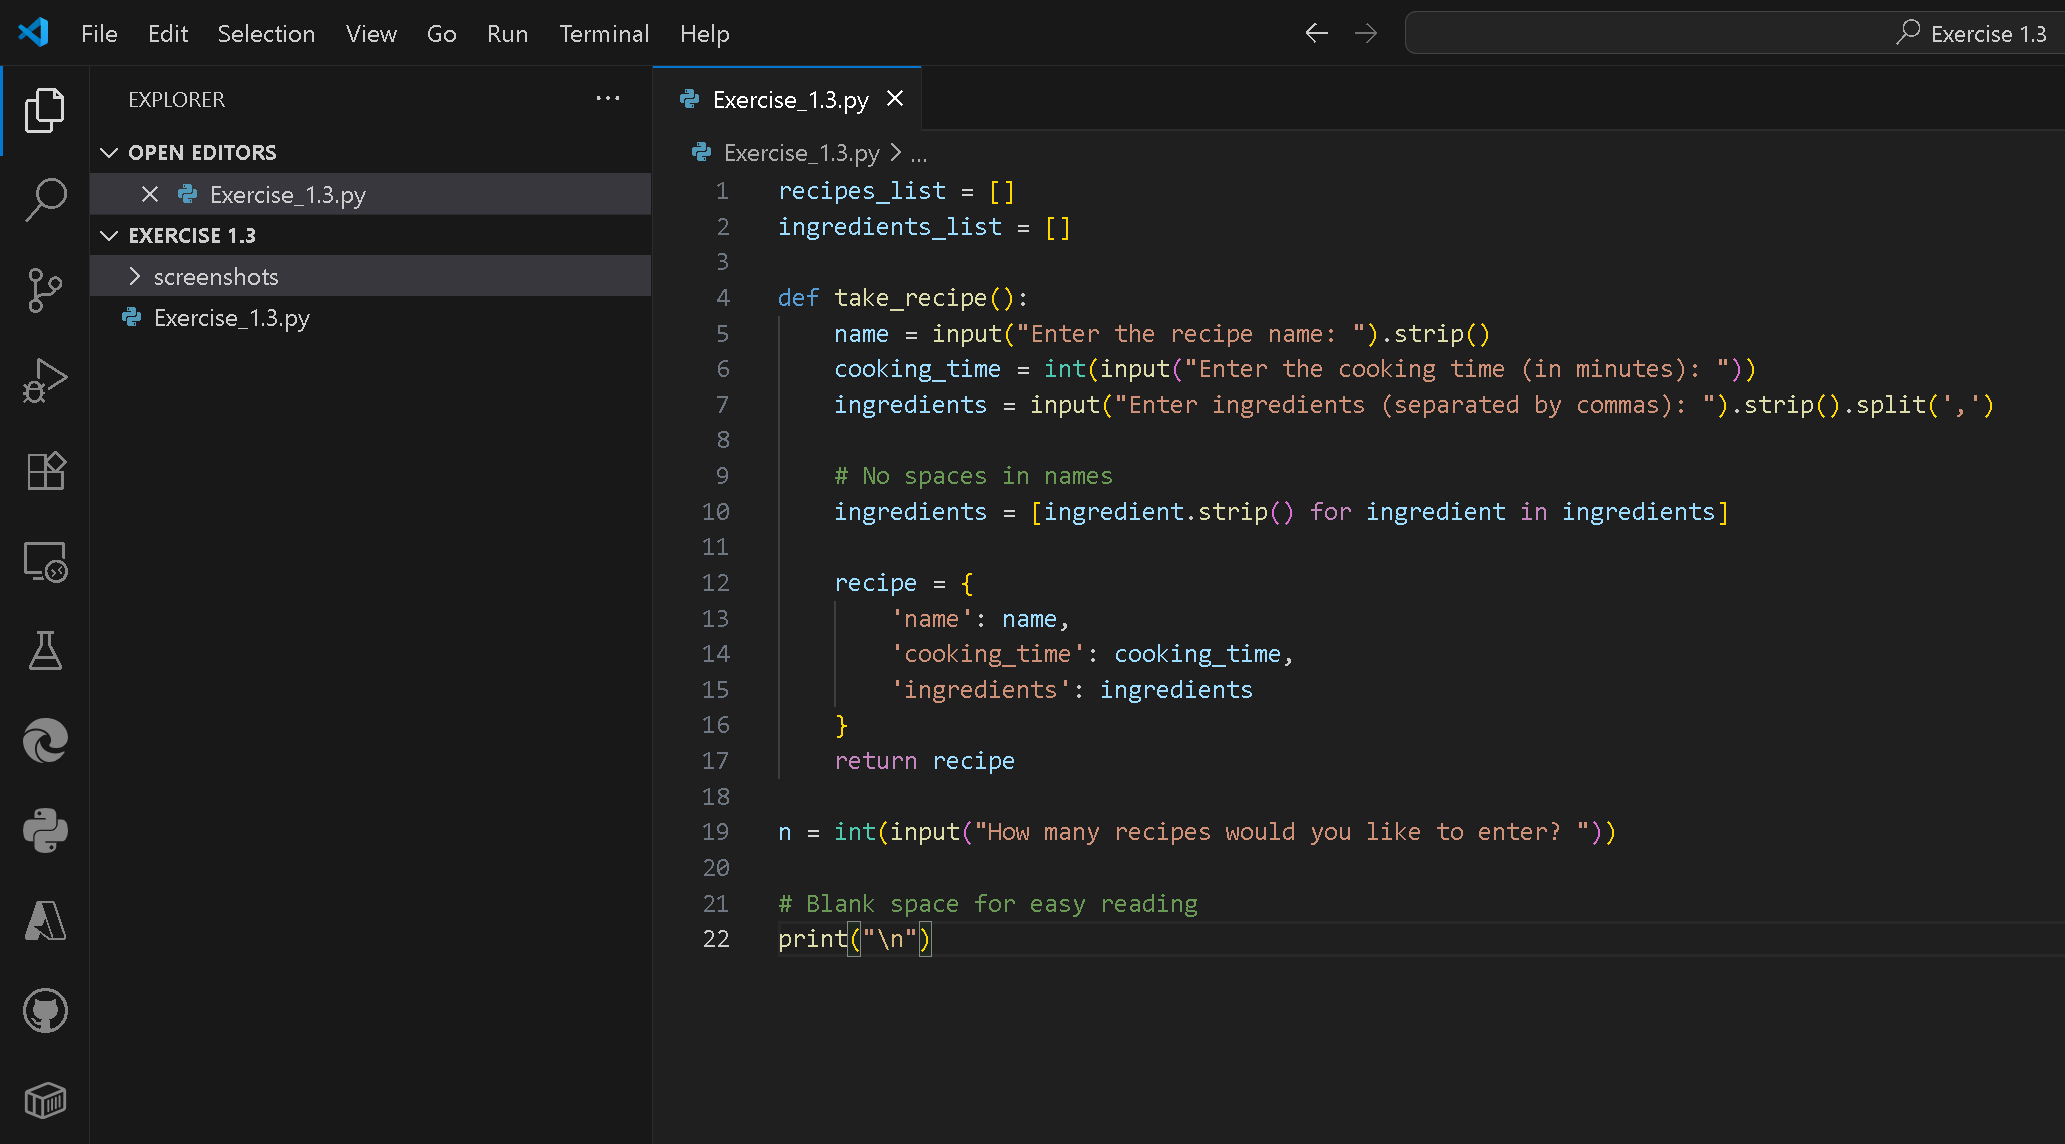 File Edit Selection View Go Run Terminal Help
Exercise 1.3
EXPLORER
OPEN EDITORS
Exercise_1.3.py
EXERCISE 1.3
screenshots
Exercise_1.3.py
Exercise_1.3.py
Exercise_1.3.py > ...
1 recipes_list = []
2 ingredients_list = []
3
4 def take_recipe():
5     name = input("Enter the recipe name: ").strip()
6     cooking_time = int(input("Enter the cooking time (in minutes): "))
7     ingredients = input("Enter ingredients (separated by commas): ").strip().split(',')
8
9     # No spaces in names
10     ingredients = [ingredient.strip() for ingredient in ingredients]
11
12     recipe = {
13         'name': name,
14         'cooking_time': cooking_time,
15         'ingredients': ingredients
16     }
17     return recipe
18
19 n = int(input("How many recipes would you like to enter? "))
20
21 # Blank space for easy reading
22 print("\n")